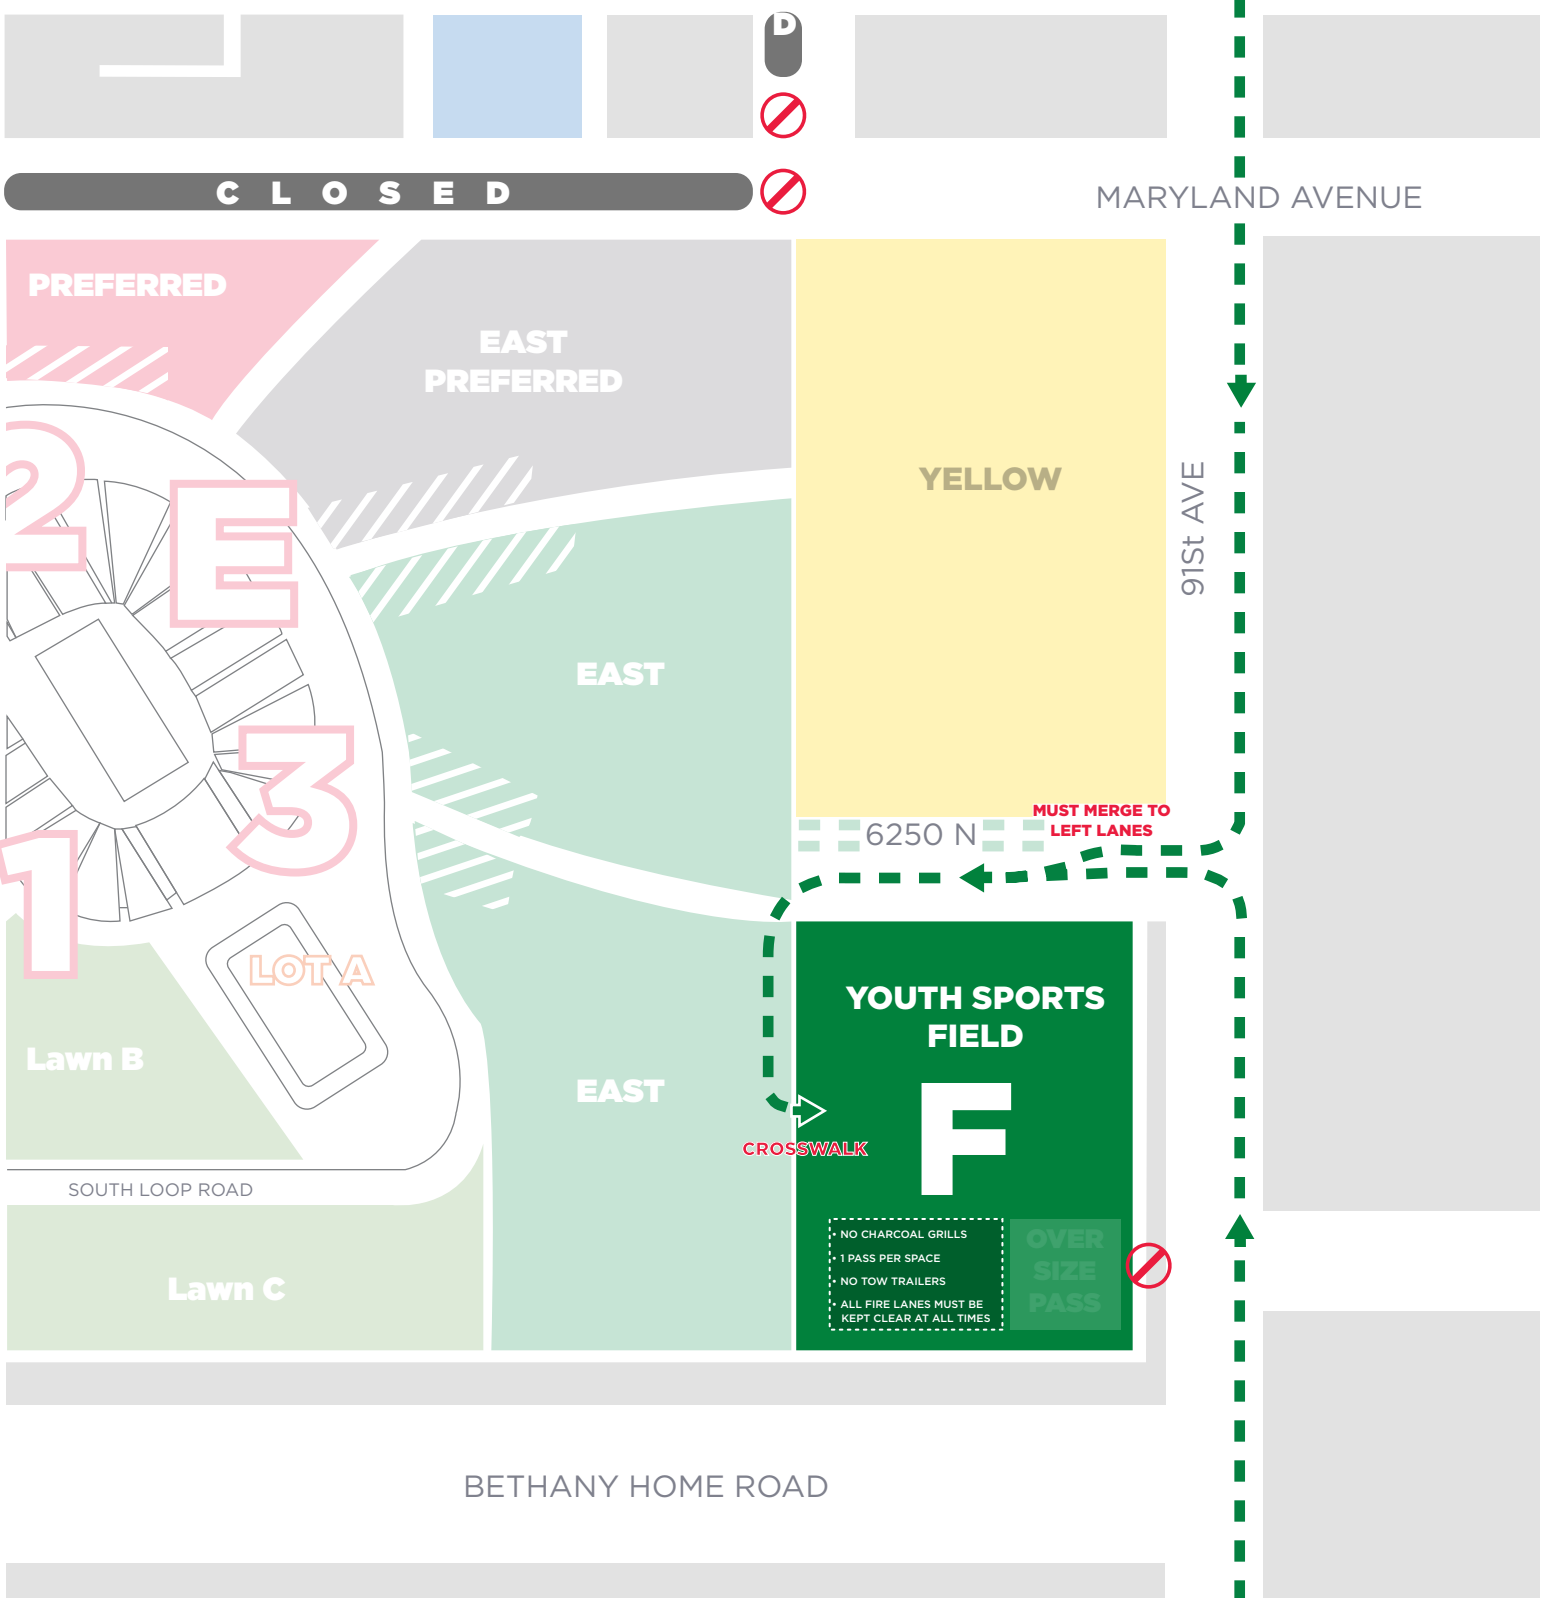 D
CLOSED
MARYLAND AVENUE
PREFERRED
EAST
PREFERRED
YELLOW
91St AVE
2
E
EAST
3
MUST MERGE TO
LEFT LANES
6250 N
1
LOT A
YOUTH SPORTS
FIELD
F
Lawn B
EAST
CROSSWALK
SOUTH LOOP ROAD
• NO CHARCOAL GRILLS
• 1 PASS PER SPACE
• NO TOW TRAILERS
• ALL FIRE LANES MUST BE
KEPT CLEAR AT ALL TIMES
OVER
SIZE
PASS
Lawn C
BETHANY HOME ROAD